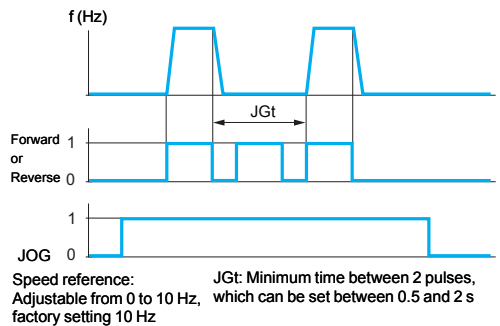 f (Hz)
JGt
Forward
or
Reverse
1
0
1
JOG 0
Speed reference:
Adjustable from 0 to 10 Hz,
factory setting 10 Hz
JGt: Minimum time between 2 pulses,
which can be set between 0.5 and 2 s